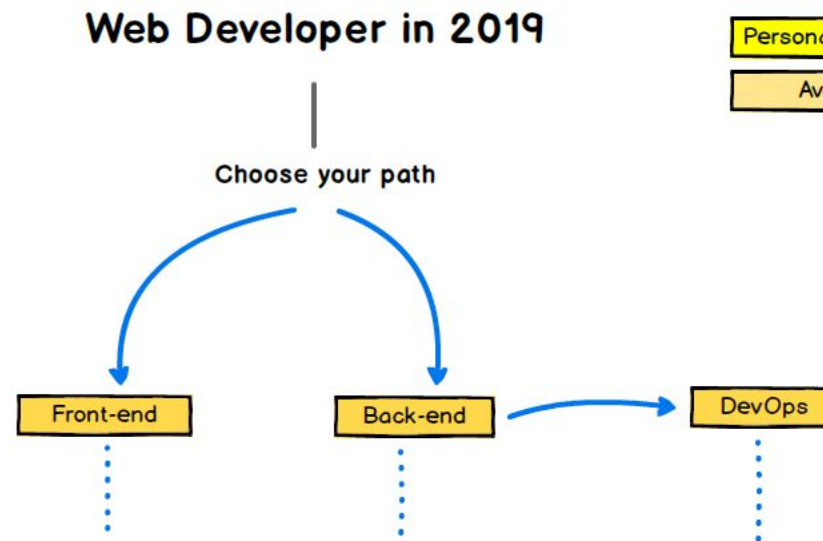 Web Developer in 2019
Choose your path
Front-end
Back-end
DevOps